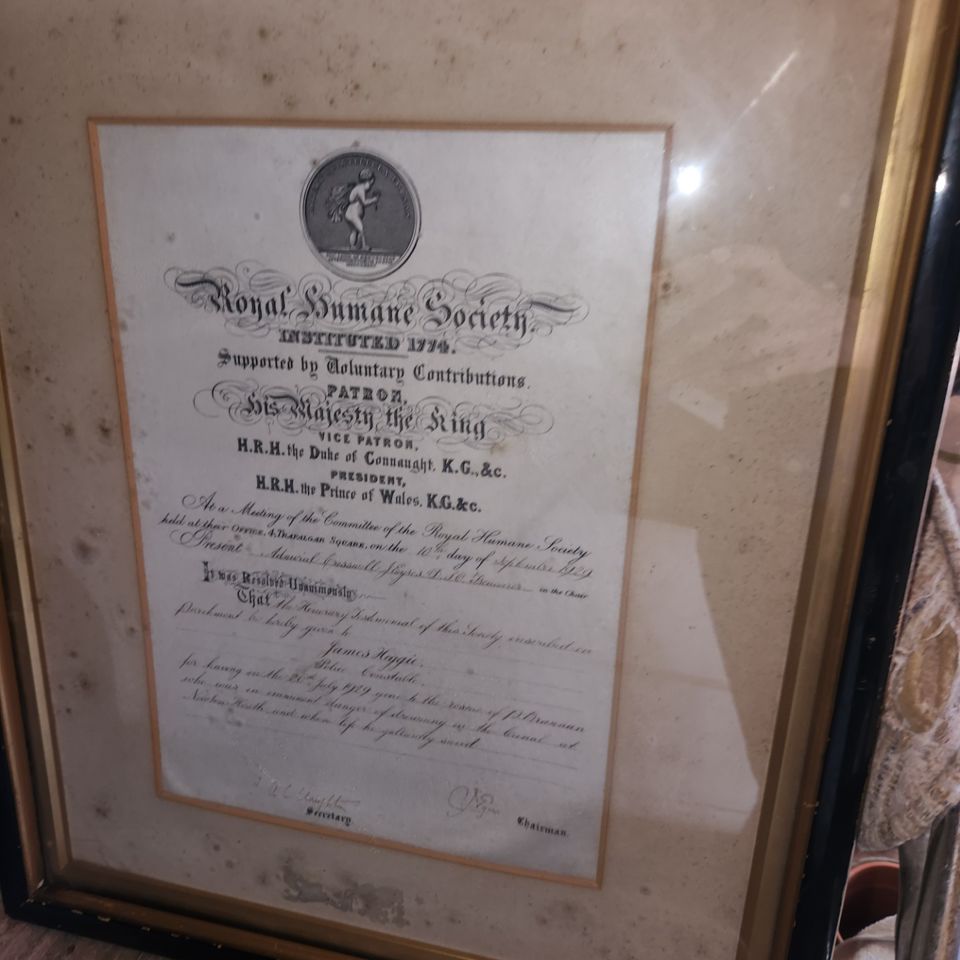 Royal Humane Society.
INSTITUTED 1774.
Supported by Voluntary Contributions.
PATRON,
His Majesty the King
VICE PATRON,
H.R.H. the Duke of Connaught, K.G., &c.
PRESIDENT,
H.R.H. the Prince of Wales, K.G. &c.
At a Meeting of the Committee of the Royal Humane Society
held at their OFFICE, 4, TRAFALGAR SQUARE, on the 10th day of September 1929
Present Admiral Cresswell J. Eyres D.S.O. in the Chair
It was Resolved Unanimously
That the Honorary Testimonial of this Society inscribed on
Parchment be hereby given to
James Higgie,
Police Constable,
for having on the 26th July 1929 gone to the rescue of P. Brannan
who was in imminent danger of drowning in the Canal at
Newton Heath and whose life he gallantly saved
Secretary.
Chairman.